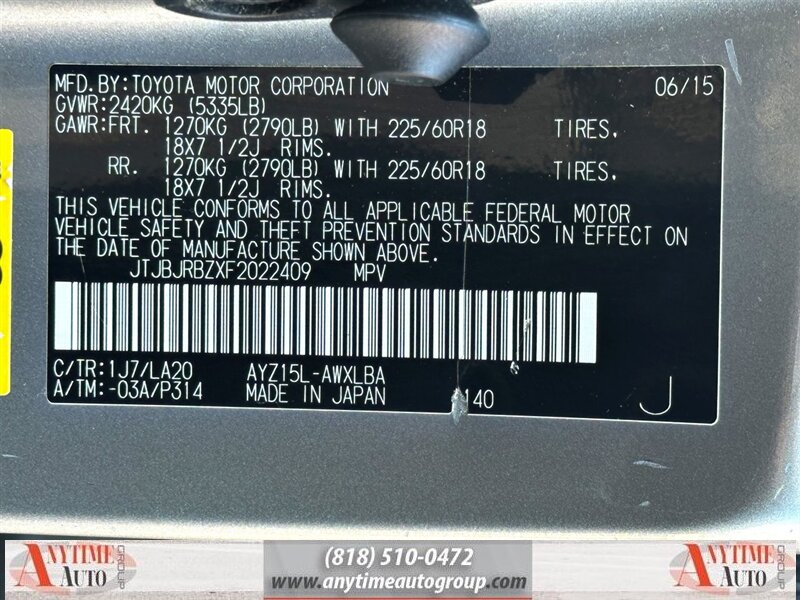 MFD.BY:TOYOTA MOTOR CORPORATION 06/15
GVWR:2420KG (5335LB)
GAWR:FRT. 1270KG (2790LB) WITH 225/60R18 TIRES,
18X7 1/2J RIMS.
RR. 1270KG (2790LB) WITH 225/60R18 TIRES,
18X7 1/2J RIMS.
THIS VEHICLE CONFORMS TO ALL APPLICABLE FEDERAL MOTOR
VEHICLE SAFETY AND THEFT PREVENTION STANDARDS IN EFFECT ON
THE DATE OF MANUFACTURE SHOWN ABOVE.
JTJBJRBZXF2022409 MPV
C/TR:1J7/LA20 AYZ15L-AWXLBA
A/TM:-03A/P314 MADE IN JAPAN 140 J
ANYTIME AUTO GROUP
(818) 510-0472
www.anytimeautogroup.com
ANYTIME AUTO GROUP